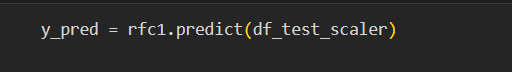 y_pred = rfc1.predict(df_test_scaler)